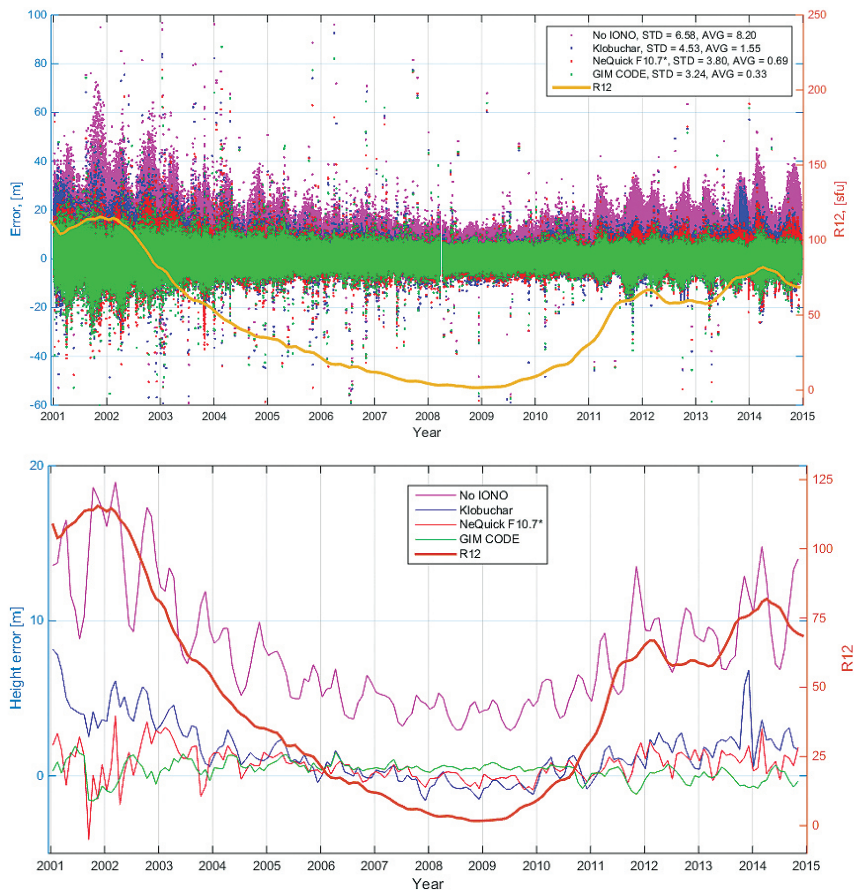 100
80
60
40
20
0
-20
-40
-60
Error, [m]
250
200
150
100
50
0
R12, [sfu]
No IONO, STD = 6.58, AVG = 8.20
Klobuchar, STD = 4.53, AVG = 1.55
NeQuick F10.7*, STD = 3.80, AVG = 0.69
GIM CODE, STD = 3.24, AVG = 0.33
R12
2001 2002 2003 2004 2005 2006 2007 2008 2009 2010 2011 2012 2013 2014 2015
Year
20
10
0
Height error [m]
125
100
75
50
25
0
R12
No IONO
Klobuchar
NeQuick F10.7*
GIM CODE
R12
2001 2002 2003 2004 2005 2006 2007 2008 2009 2010 2011 2012 2013 2014 2015
Year